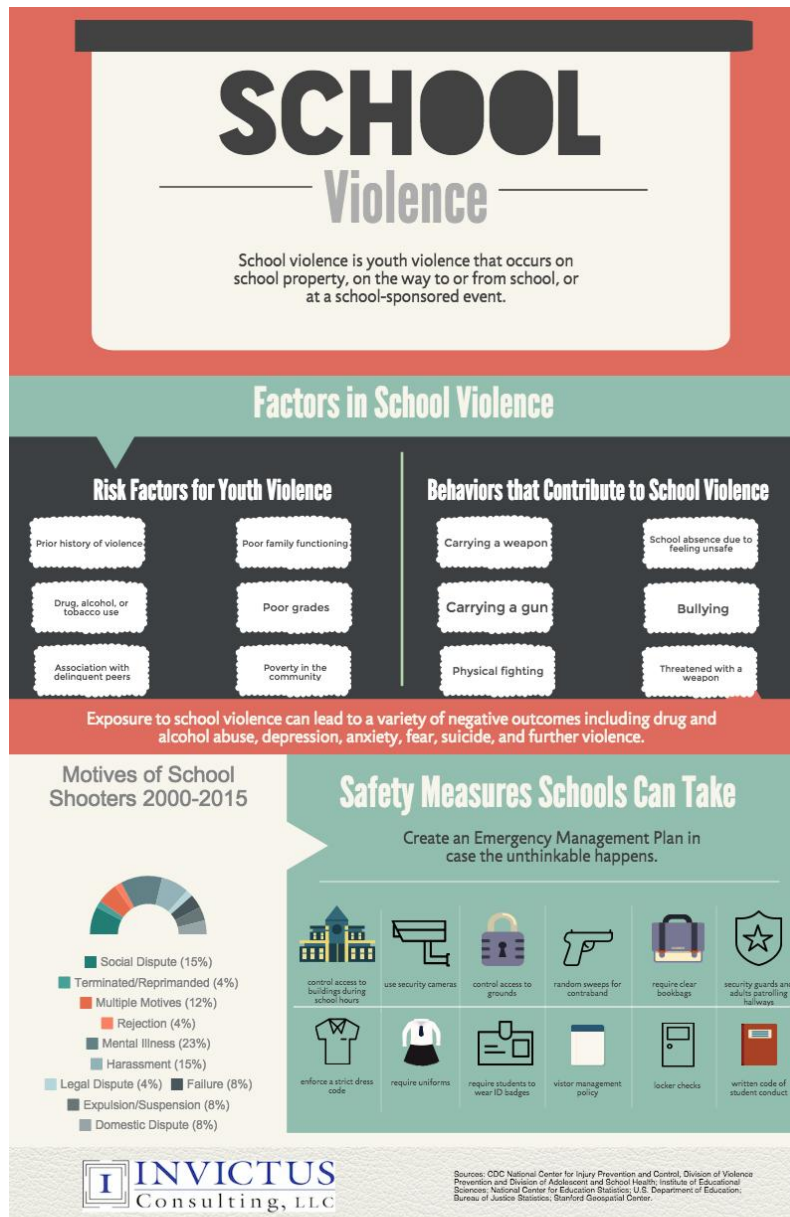 SCHOOL
Violence
School violence is youth violence that occurs on
school property, on the way to or from school, or
at a school-sponsored event.
Factors in School Violence
Risk Factors for Youth Violence
Prior history of violence
Poor family functioning
Drug, alcohol, or
tobacco use
Poor grades
Association with
delinquent peers
Poverty in the
community
Behaviors that Contribute to School Violence
Carrying a weapon
School absence due to
feeling unsafe
Carrying a gun
Bullying
Physical fighting
Threatened with a
weapon
Exposure to school violence can lead to a variety of negative outcomes including drug and
alcohol abuse, depression, anxiety, fear, suicide, and further violence.
Motives of School
Shooters 2000-2015
Social Dispute (15%)
Terminated/Reprimanded (4%)
Multiple Motives (12%)
Rejection (4%)
Mental Illness (23%)
Harassment (15%)
Legal Dispute (4%) Failure (8%)
Expulsion/Suspension (8%)
Domestic Dispute (8%)
Safety Measures Schools Can Take
Create an Emergency Management Plan in
case the unthinkable happens.
control access to
buildings during
school hours
use security cameras
control access to
grounds
random sweeps for
contraband
require clear
bookbags
security guards and
adults patrolling
hallways
enforce a strict dress
code
require uniforms
require students to
wear ID badges
vistor management
policy
locker checks
written code of
student conduct
I INVICTUS
Consulting, LLC
Sources: CDC National Center for Injury Prevention and Control, Division of Violence
Prevention and Division of Adolescent and School Health; Institute of Educational
Sciences; National Center for Education Statistics; U.S. Department of Education;
Bureau of Justice Statistics; Stanford Geospatial Center.